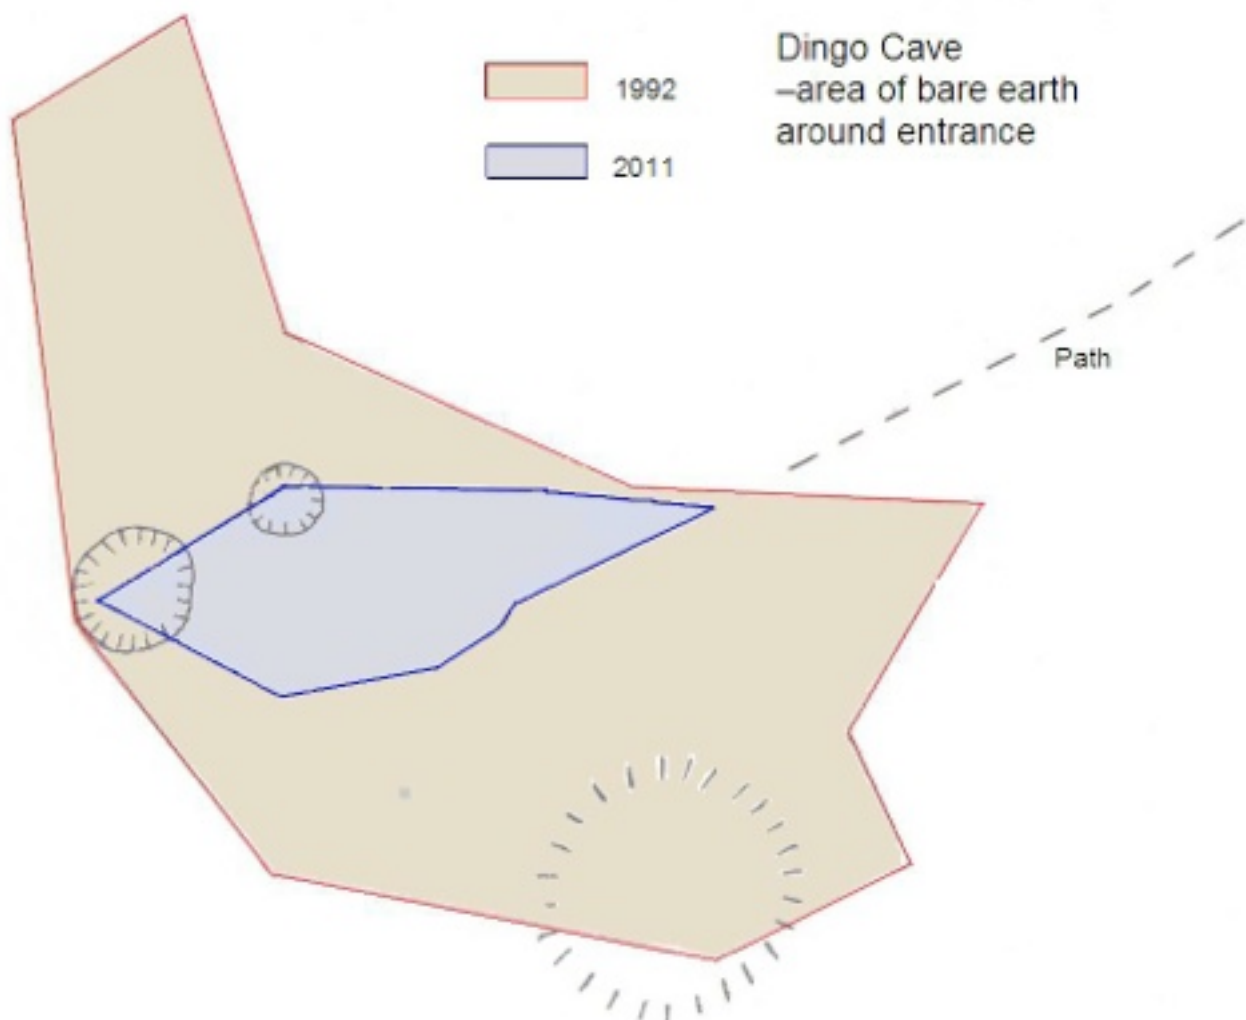 1992
2011
Dingo Cave
–area of bare earth
around entrance
Path